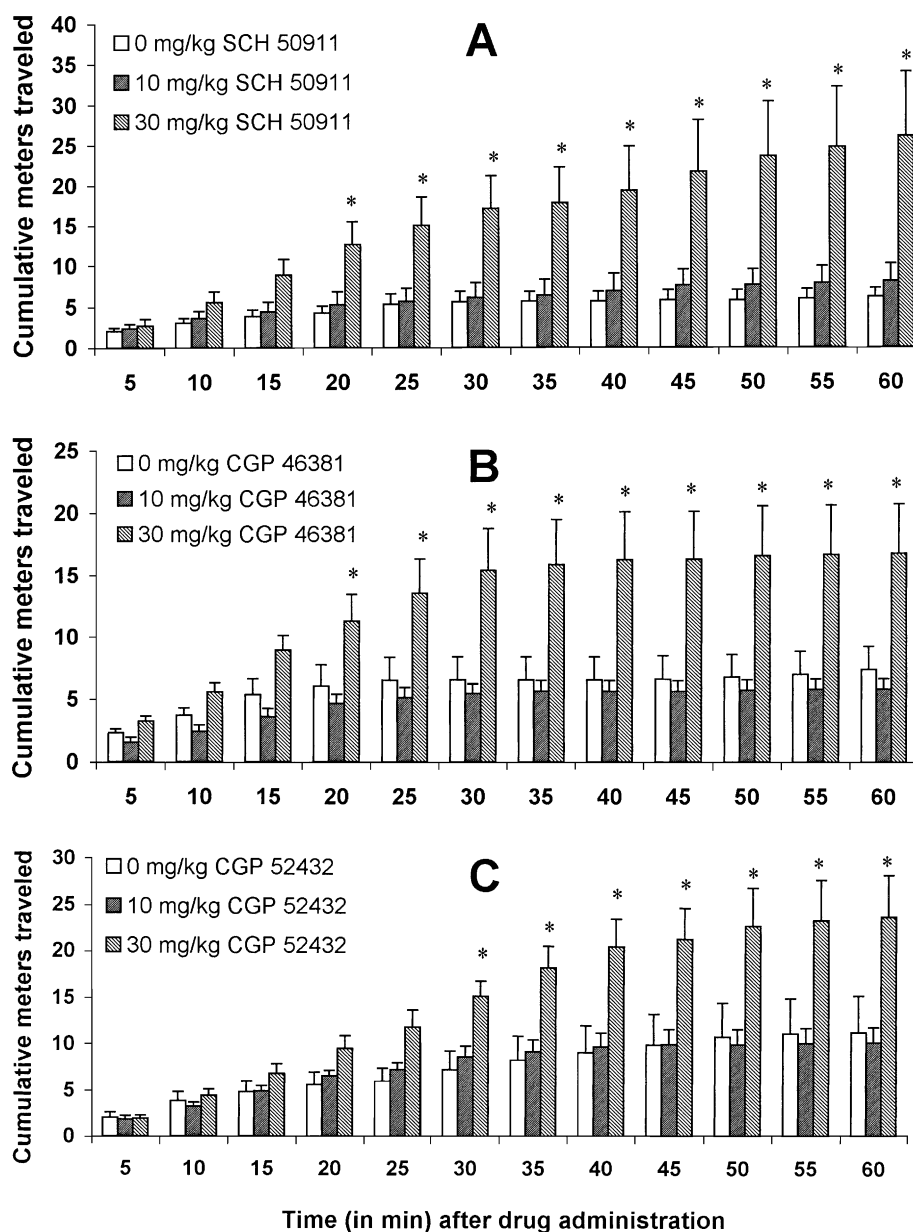 A
40
35
30
25
20
15
10
5
0
Cumulative meters traveled
0 mg/kg SCH 50911
10 mg/kg SCH 50911
30 mg/kg SCH 50911
* * * * * * * * *
5 10 15 20 25 30 35 40 45 50 55 60
B
25
20
15
10
5
0
Cumulative meters traveled
0 mg/kg CGP 46381
10 mg/kg CGP 46381
30 mg/kg CGP 46381
* * * * * * * * *
5 10 15 20 25 30 35 40 45 50 55 60
C
30
25
20
15
10
5
0
Cumulative meters traveled
0 mg/kg CGP 52432
10 mg/kg CGP 52432
30 mg/kg CGP 52432
* * * * * * *
5 10 15 20 25 30 35 40 45 50 55 60
Time (in min) after drug administration